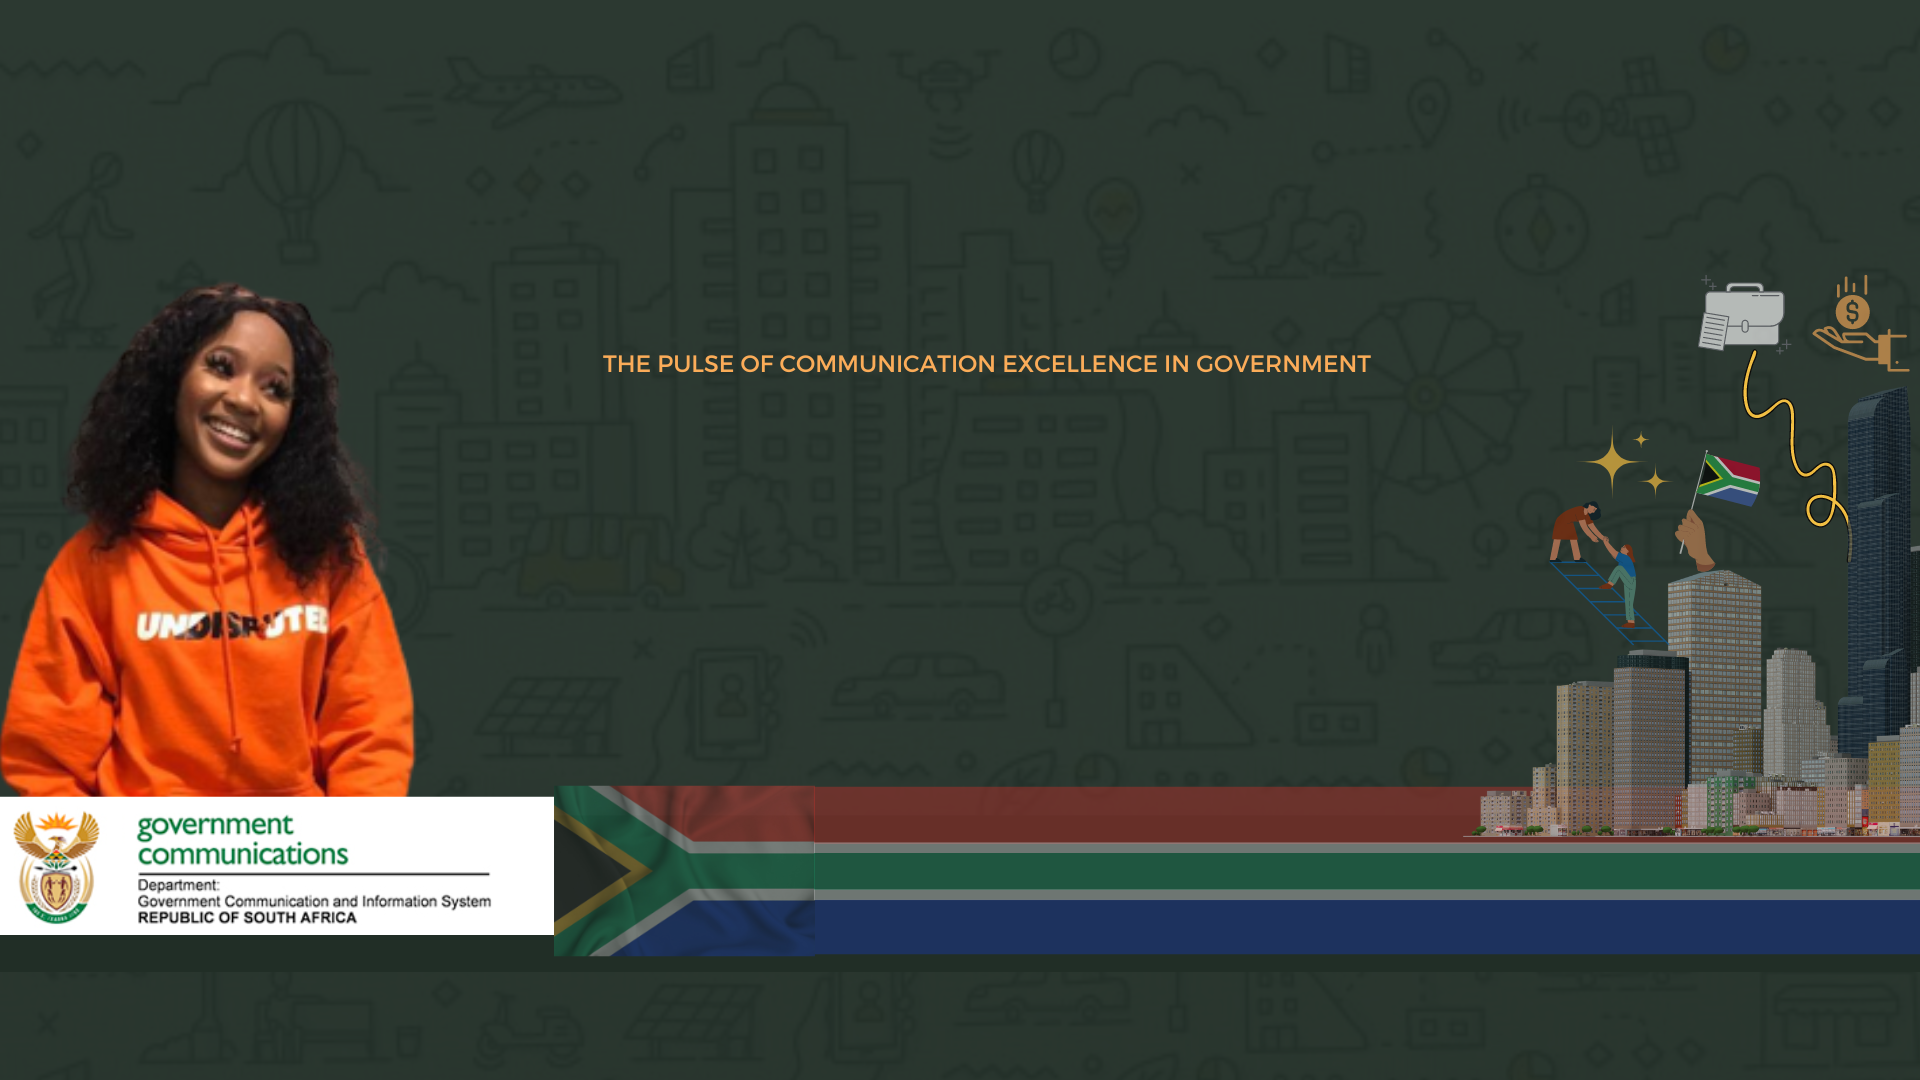 THE PULSE OF COMMUNICATION EXCELLENCE IN GOVERNMENT
UNDISPUTED
government
communications
Department:
Government Communication and Information System
REPUBLIC OF SOUTH AFRICA